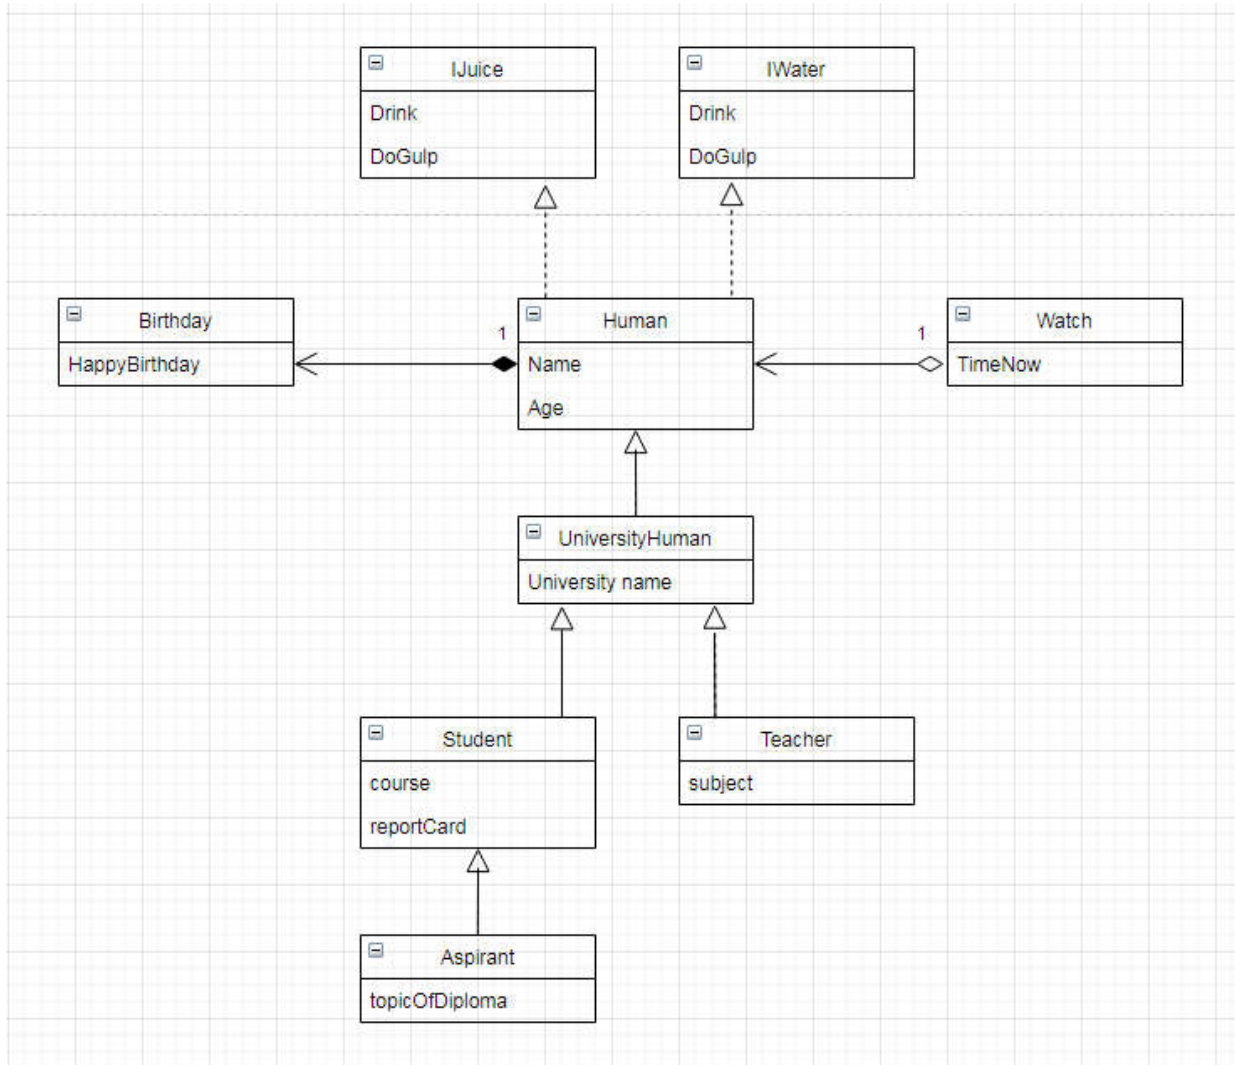 IJuice
Drink
DoGulp
IWater
Drink
DoGulp
Birthday
HappyBirthday
1
Human
Name
Age
1
Watch
TimeNow
UniversityHuman
University name
Student
course
reportCard
Teacher
subject
Aspirant
topicOfDiploma